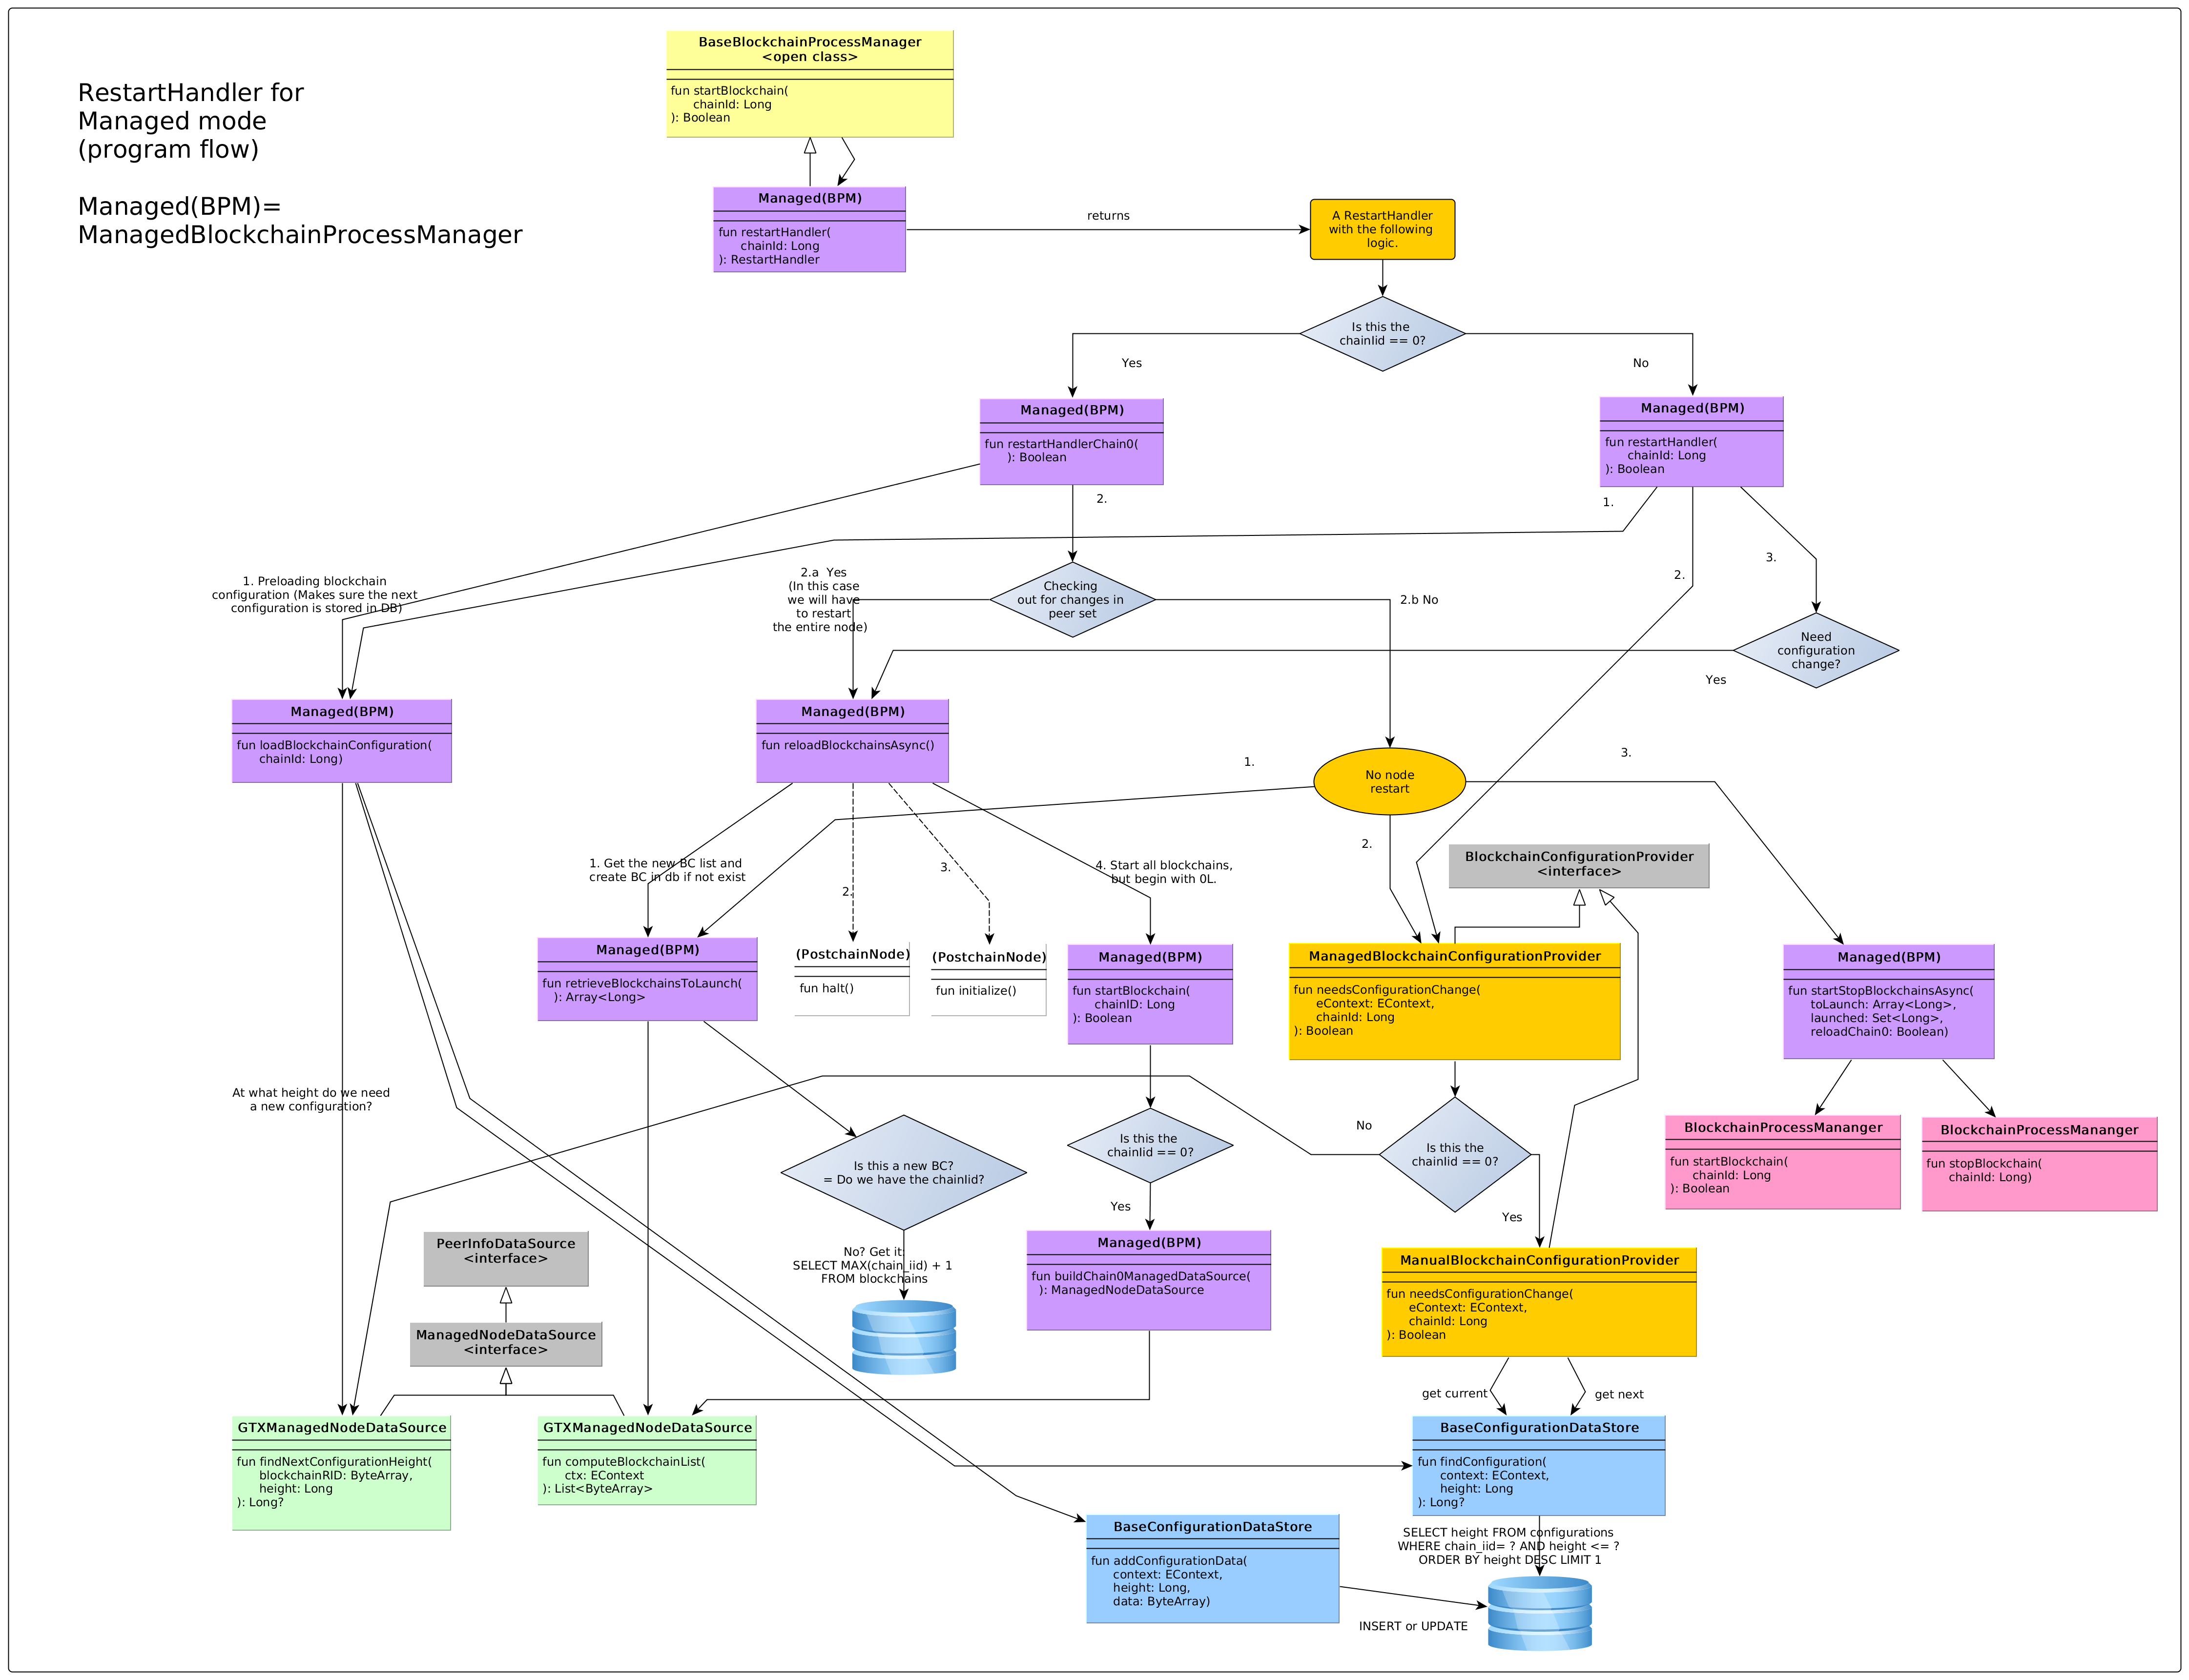 RestartHandler for
Managed mode
(program flow)
Managed(BPM)=
ManagedBlockchainProcessManager
BaseBlockchainProcessManager
<open class>
fun startBlockchain(
chainId: Long
): Boolean
Managed(BPM)
fun restartHandler(
chainId: Long
): RestartHandler
returns
A RestartHandler
with the following
logic.
Is this the
chainIid == 0?
Yes
No
Managed(BPM)
fun restartHandlerChain0(
): Boolean
Managed(BPM)
fun restartHandler(
chainId: Long
): Boolean
2.
1.
2.
3.
1. Preloading blockchain
configuration (Makes sure the next
configuration is stored in DB)
2.a  Yes
(In this case
we will have
to restart
the entire node)
Checking
out for changes in
peer set
2.b No
Need
configuration
change?
Yes
Managed(BPM)
fun loadBlockchainConfiguration(
chainId: Long)
Managed(BPM)
fun reloadBlockchainsAsync()
No node
restart
1.
2.
3.
1. Get the new BC list and
create BC in db if not exist
2.
3.
4. Start all blockchains,
but begin with 0L.
BlockchainConfigurationProvider
<interface>
Managed(BPM)
fun retrieveBlockchainsToLaunch(
): Array<Long>
(PostchainNode)
fun halt()
(PostchainNode)
fun initialize()
Managed(BPM)
fun startBlockchain(
chainID: Long
): Boolean
ManagedBlockchainConfigurationProvider
fun needsConfigurationChange(
eContext: EContext,
chainId: Long
): Boolean
Managed(BPM)
fun startStopBlockchainsAsync(
toLaunch: Array<Long>,
launched: Set<Long>,
reloadChain0: Boolean)
At what height do we need
a new configuration?
Is this a new BC?
= Do we have the chainIid?
Is this the
chainIid == 0?
No
Is this the
chainIid == 0?
BlockchainProcessMananger
fun startBlockchain(
chainId: Long
): Boolean
BlockchainProcessMananger
fun stopBlockchain(
chainId: Long)
Yes
Yes
PeerInfoDataSource
<interface>
No? Get it:
SELECT MAX(chain_iid) + 1
FROM blockchains
Managed(BPM)
fun buildChain0ManagedDataSource(
): ManagedNodeDataSource
ManualBlockchainConfigurationProvider
fun needsConfigurationChange(
eContext: EContext,
chainId: Long
): Boolean
ManagedNodeDataSource
<interface>
get current
get next
GTXManagedNodeDataSource
fun findNextConfigurationHeight(
blockchainRID: ByteArray,
height: Long
): Long?
GTXManagedNodeDataSource
fun computeBlockchainList(
ctx: EContext
): List<ByteArray>
BaseConfigurationDataStore
fun findConfiguration(
context: EContext,
height: Long
): Long?
BaseConfigurationDataStore
fun addConfigurationData(
context: EContext,
height: Long,
data: ByteArray)
SELECT height FROM configurations
WHERE chain_iid= ? AND height <= ?
ORDER BY height DESC LIMIT 1
INSERT or UPDATE